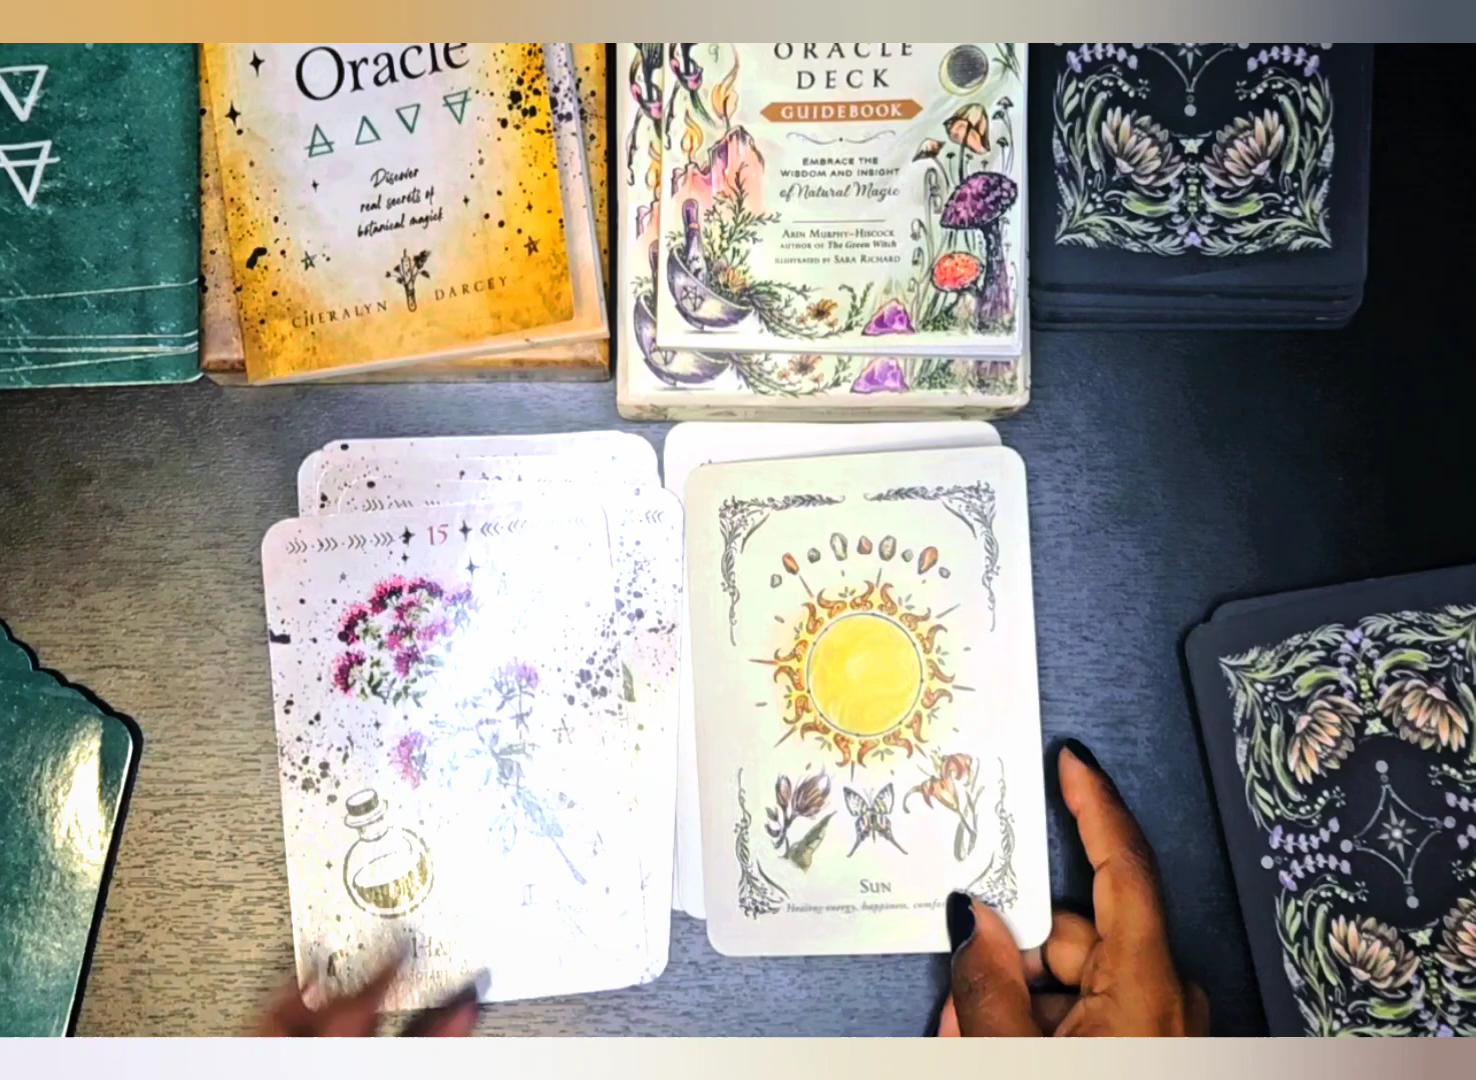 Oracle
Discover
real secrets of
botanical magick
CHERALYN DARCEY
ORACLE
DECK
GUIDEBOOK
EMBRACE THE
WISDOM AND INSIGHT
of Natural Magic
ARIN MURPHY-HISCOCK
AUTHOR OF The Green Witch
ILLUSTRATED BY SARA RICHARD
15
SUN
Healing energy, happiness,